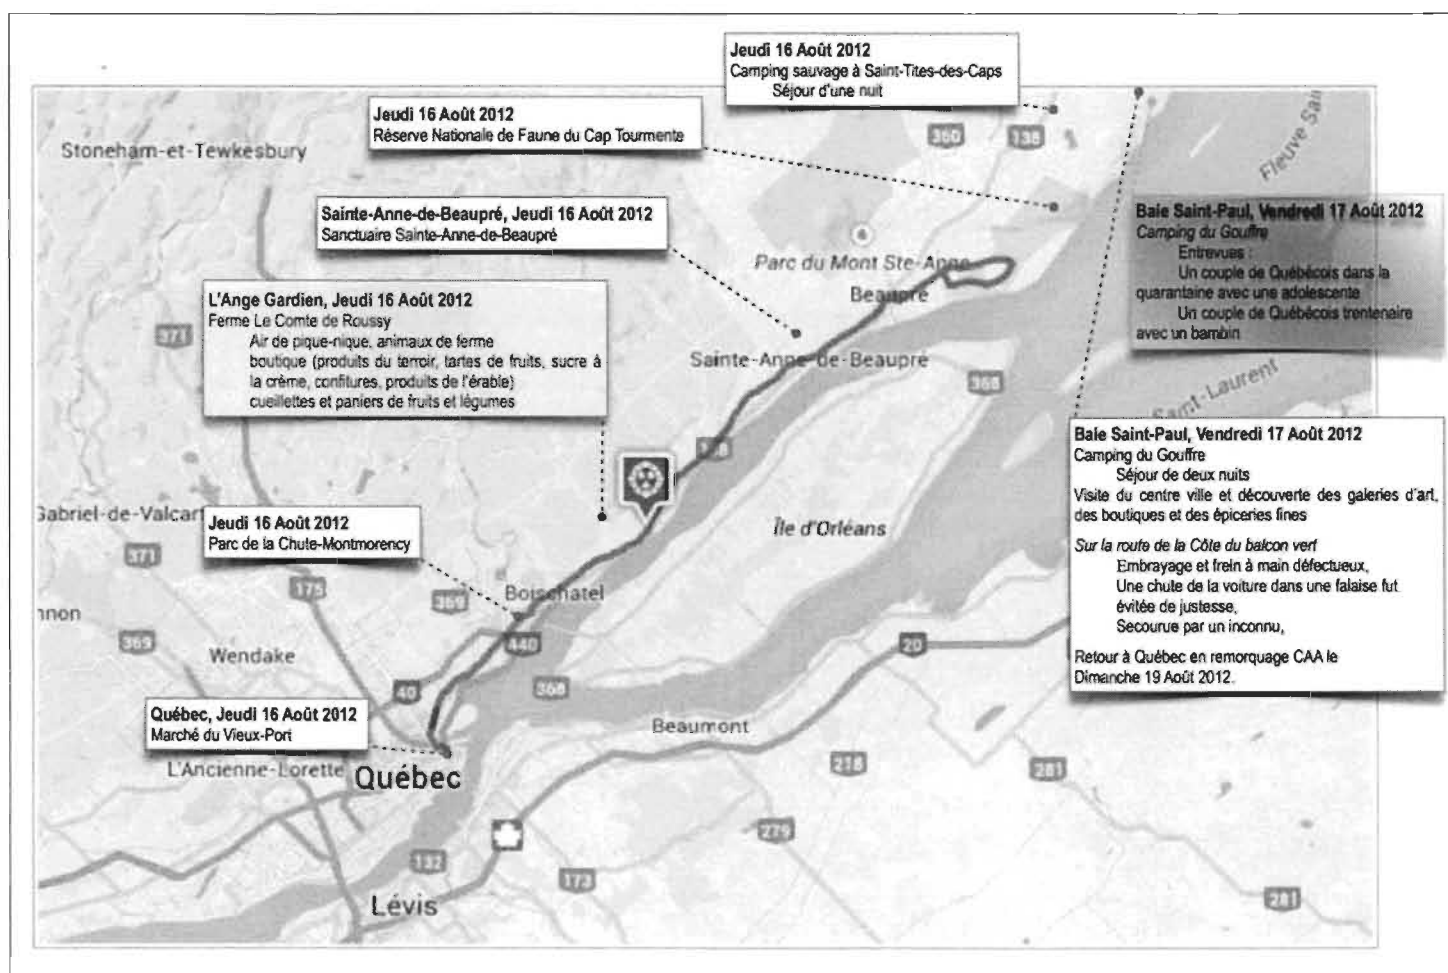 Jeudi 16 Août 2012
Camping sauvage à Saint-Tites-des-Caps
Séjour d'une nuit
Jeudi 16 Août 2012
Réserve Nationale de Faune du Cap Tourmente
Stoneham-et-Tewkesbury
360
138
Fleuve Sai
Sainte-Anne-de-Beaupré, Jeudi 16 Août 2012
Sanctuaire Sainte-Anne-de-Beaupré
Baie Saint-Paul, Vendredi 17 Août 2012
Camping du Gouffre
Entrevues :
Un couple de Québécois dans la
quarantaine avec une adolescente
Un couple de Québécois trentenaire
avec un bambin
Parc du Mont Ste-Anne
Beaupré
L'Ange Gardien, Jeudi 16 Août 2012
Ferme Le Comte de Roussy
Air de pique-nique, animaux de ferme
boutique (produits du terroir, tartes de fruits, sucre à
la crème, confitures, produits de l'érable)
cueillettes et paniers de fruits et légumes
371
Sainte-Anne-de-Beaupré
368
Saint-Laurent
138
Baie Saint-Paul, Vendredi 17 Août 2012
Camping du Gouffre
Séjour de deux nuits
Visite du centre ville et découverte des galeries d'art,
des boutiques et des épiceries fines
Sur la route de la Côte du balcon vert
Embrayage et frein à main défectueux,
Une chute de la voiture dans une falaise fut
évitée de justesse,
Secourue par un inconnu,
Retour à Québec en remorquage CAA le
Dimanche 19 Août 2012.
Gabriel-de-Valcart
Jeudi 16 Août 2012
Parc de la Chute-Montmorency
Île d'Orléans
371
175
369
Boischatel
nnon
369
Wendake
440
20
40
368
Québec, Jeudi 16 Août 2012
Marché du Vieux-Port
Beaumont
L'Ancienne-Lorette
Québec
218
281
279
132
173
Lévis
281